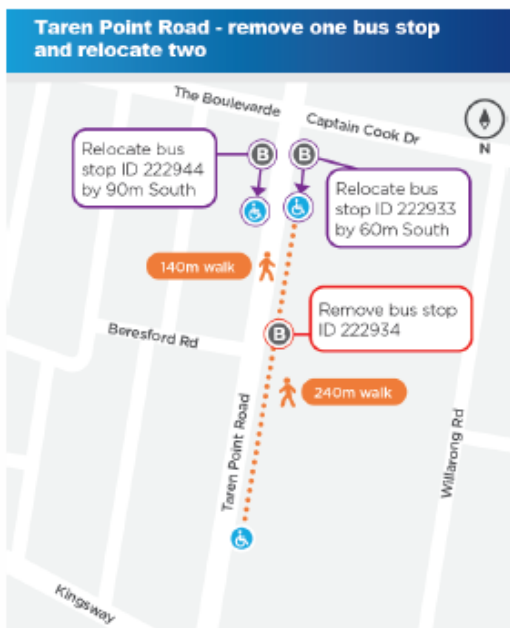 Taren Point Road - remove one bus stop
and relocate two
The Boulevarde
Captain Cook Dr
N
B
B
Relocate bus
stop ID 222944
by 90m South
Relocate bus
stop ID 222933
by 60m South
140m walk
Remove bus stop
ID 222934
B
Beresford Rd
240m walk
Taren Point Road
Willarong Rd
Kingsway